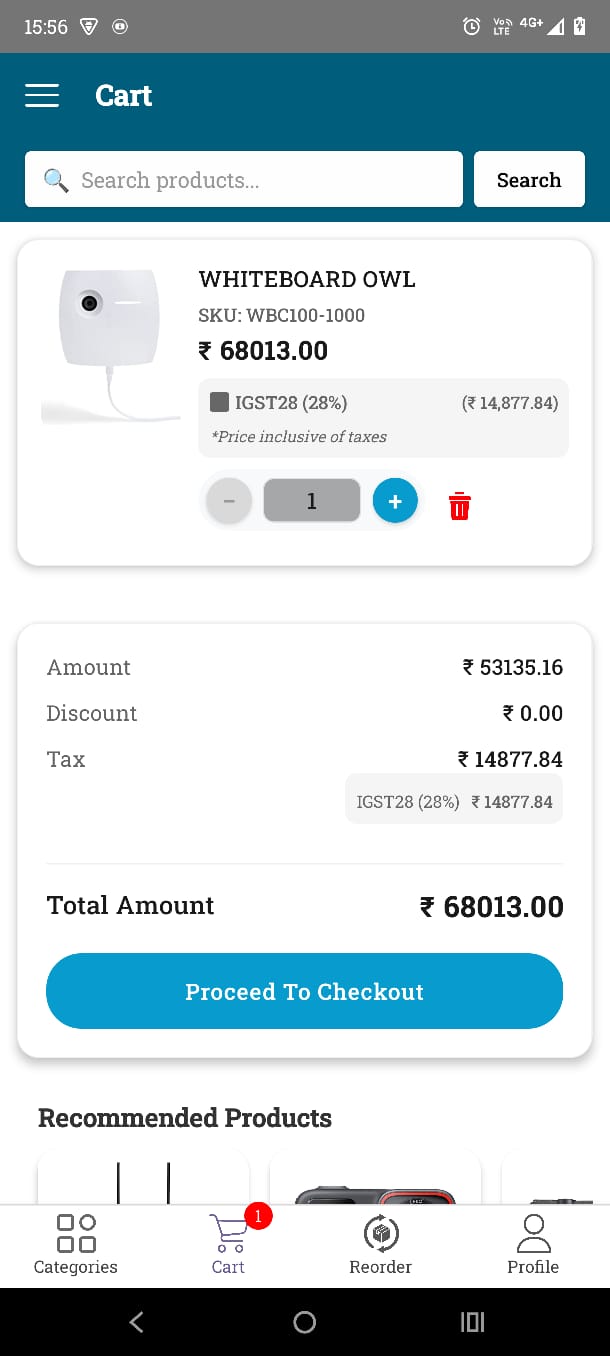 15:56 Vo)) LTE 4G+
Cart
Search products...
Search
WHITEBOARD OWL
SKU: WBC100-1000
₹ 68013.00
IGST28 (28%) (₹ 14,877.84)
*Price inclusive of taxes
− 1 +
Amount ₹ 53135.16
Discount ₹ 0.00
Tax ₹ 14877.84
IGST28 (28%) ₹ 14877.84
Total Amount ₹ 68013.00
Proceed To Checkout
Recommended Products
1
Categories Cart Reorder Profile